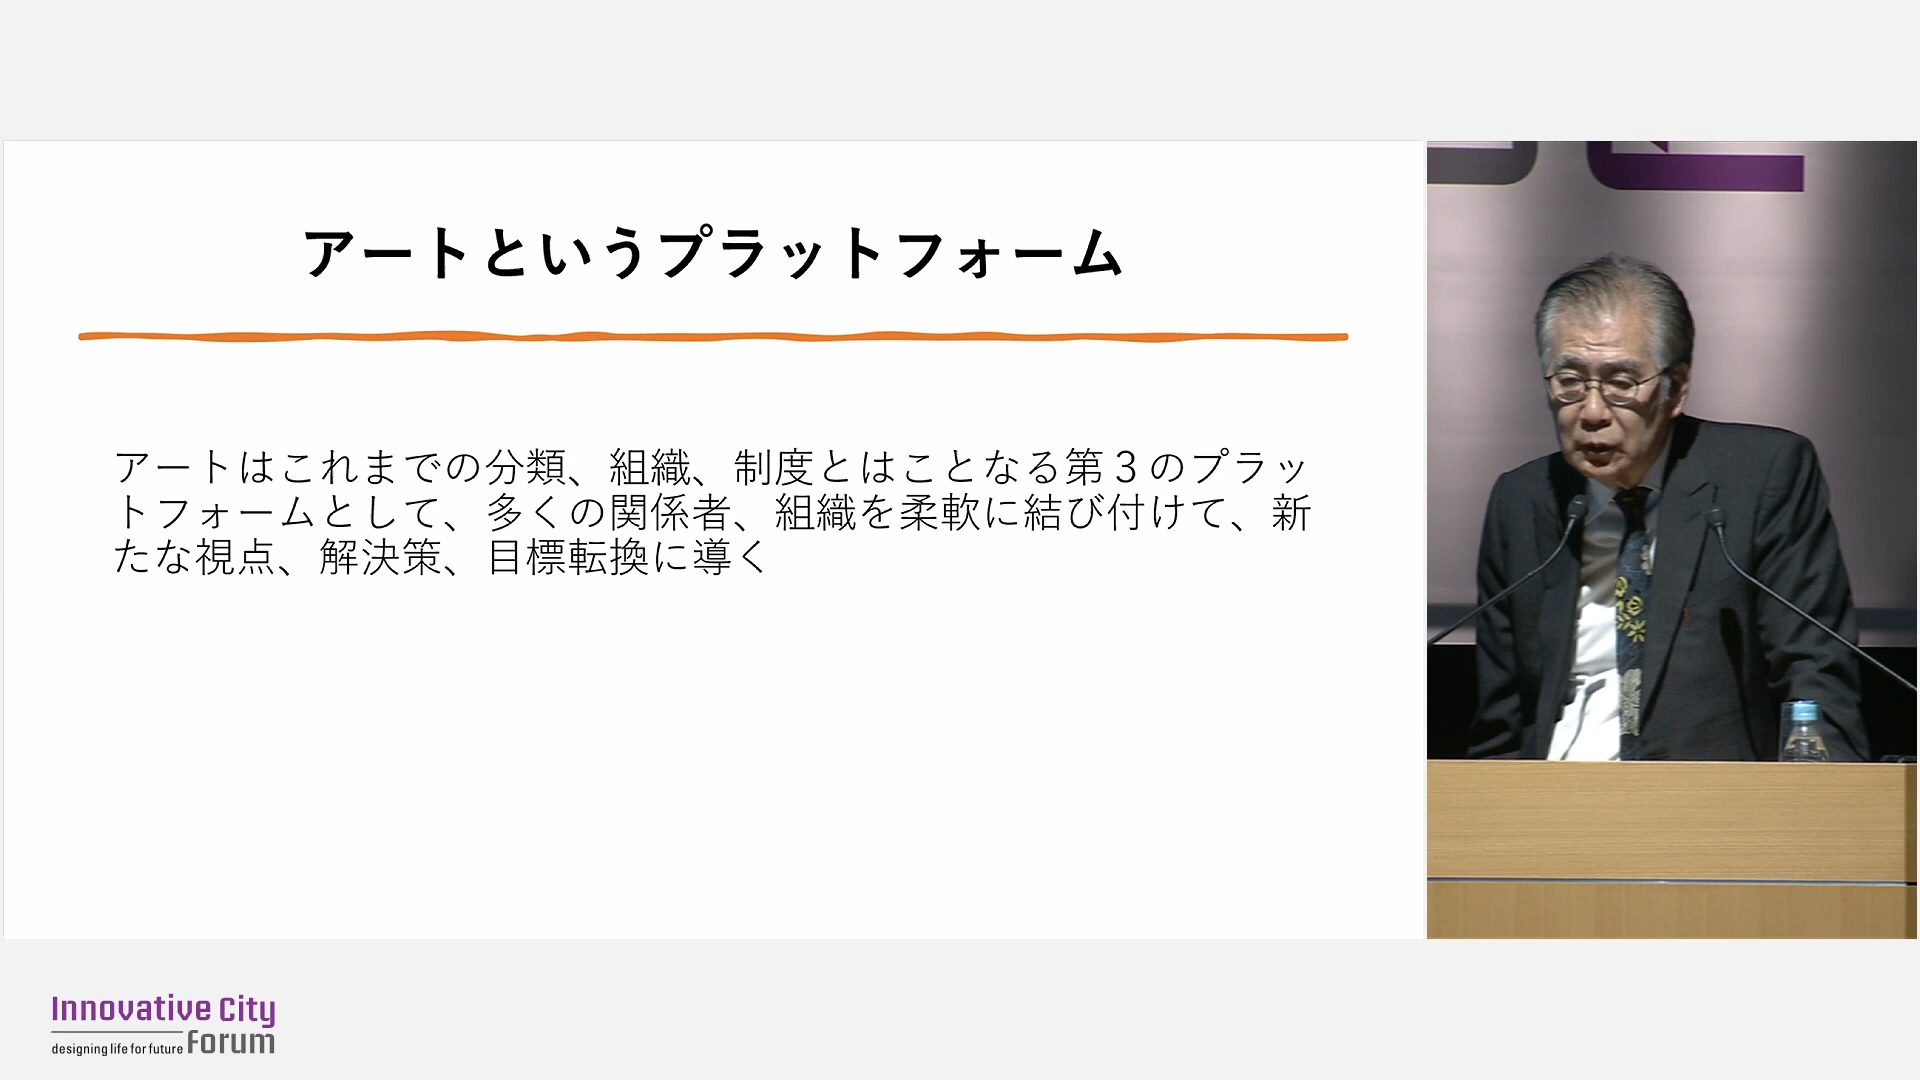 アートというプラットフォーム
アートはこれまでの分類、組織、制度とはことなる第３のプラッ
トフォームとして、多くの関係者、組織を柔軟に結び付けて、新
たな視点、解決策、目標転換に導く
Innovative City
designing life for future Forum